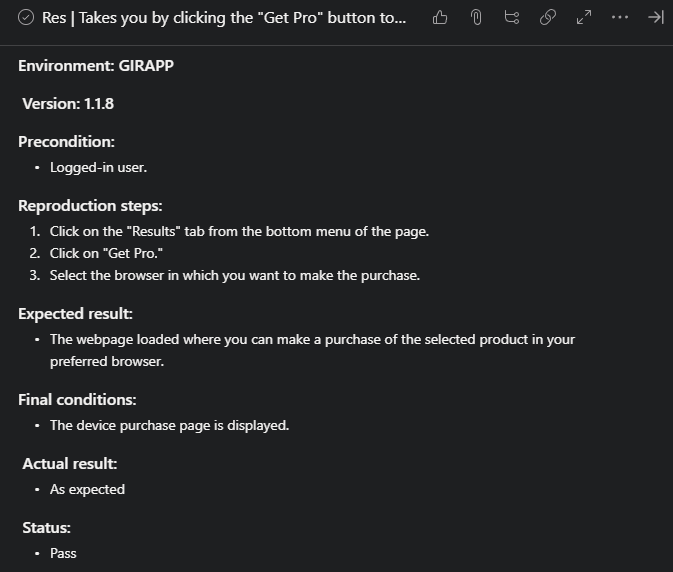 Res | Takes you by clicking the "Get Pro" button to...
Environment: GIRAPP
Version: 1.1.8
Precondition:
• Logged-in user.
Reproduction steps:
1. Click on the "Results" tab from the bottom menu of the page.
2. Click on "Get Pro."
3. Select the browser in which you want to make the purchase.
Expected result:
• The webpage loaded where you can make a purchase of the selected product in your
preferred browser.
Final conditions:
• The device purchase page is displayed.
Actual result:
• As expected
Status:
• Pass